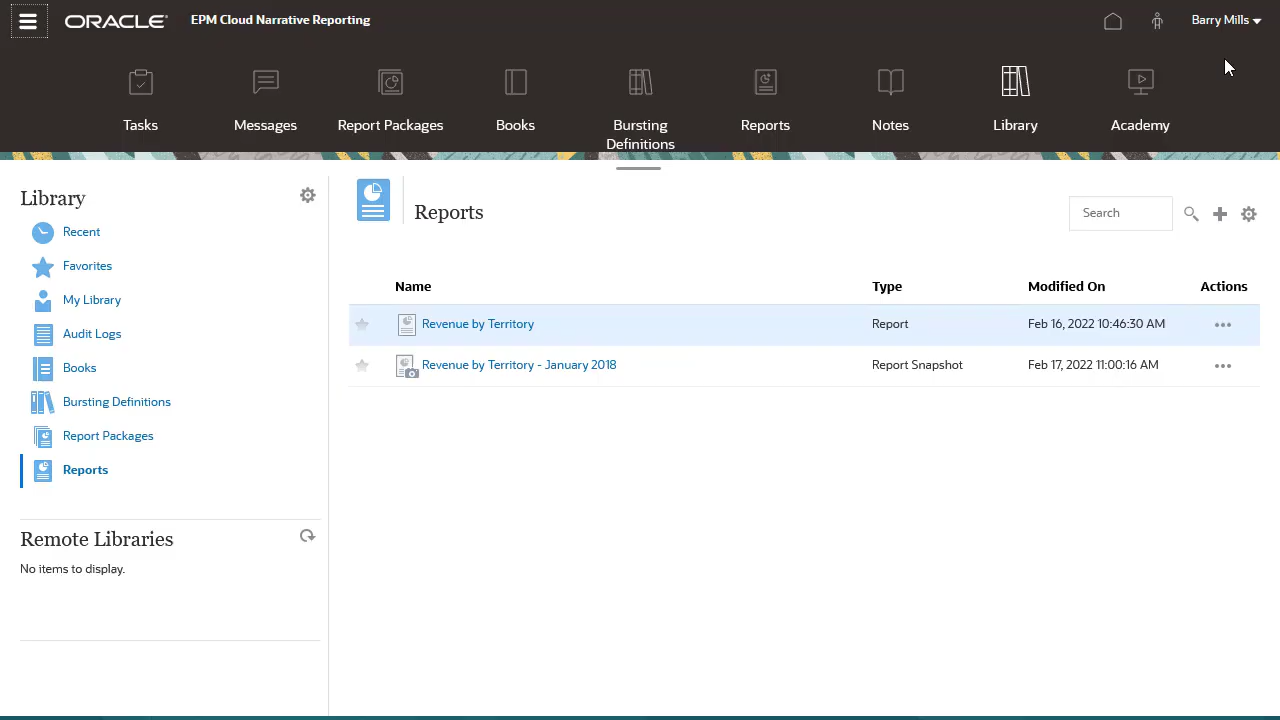 ORACLE EPM Cloud Narrative Reporting Barry Mills
Tasks Messages Report Packages Books Bursting Definitions Reports Notes Library Academy
Library
Recent
Favorites
My Library
Audit Logs
Books
Bursting Definitions
Report Packages
Reports
Remote Libraries
No items to display.
Reports
Search
Name Type Modified On Actions
Revenue by Territory Report Feb 16, 2022 10:46:30 AM
Revenue by Territory - January 2018 Report Snapshot Feb 17, 2022 11:00:16 AM